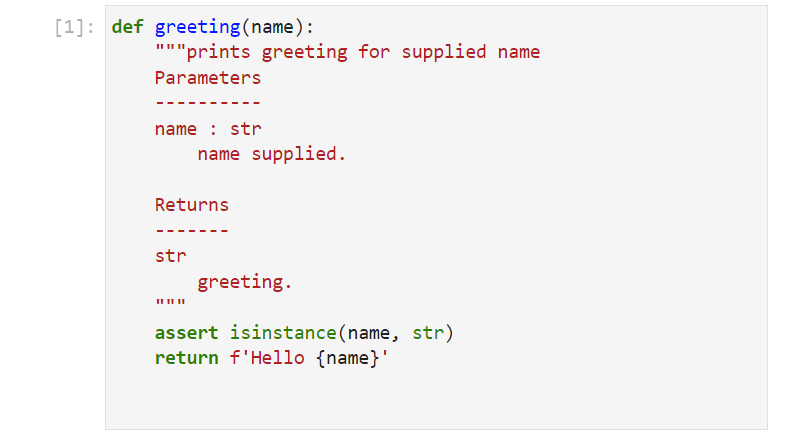 [1]: def greeting(name):
    """prints greeting for supplied name
    Parameters
    ----------
    name : str
        name supplied.

    Returns
    -------
    str
        greeting.
    """
    assert isinstance(name, str)
    return f'Hello {name}'